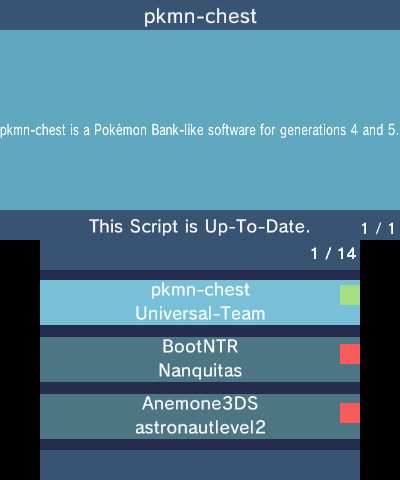 pkmn-chest
pkmn-chest is a Pokémon Bank-like software for generations 4 and 5.
This Script is Up-To-Date.
1 / 1
1 / 14
pkmn-chest
Universal-Team
BootNTR
Nanquitas
Anemone3DS
astronautlevel2